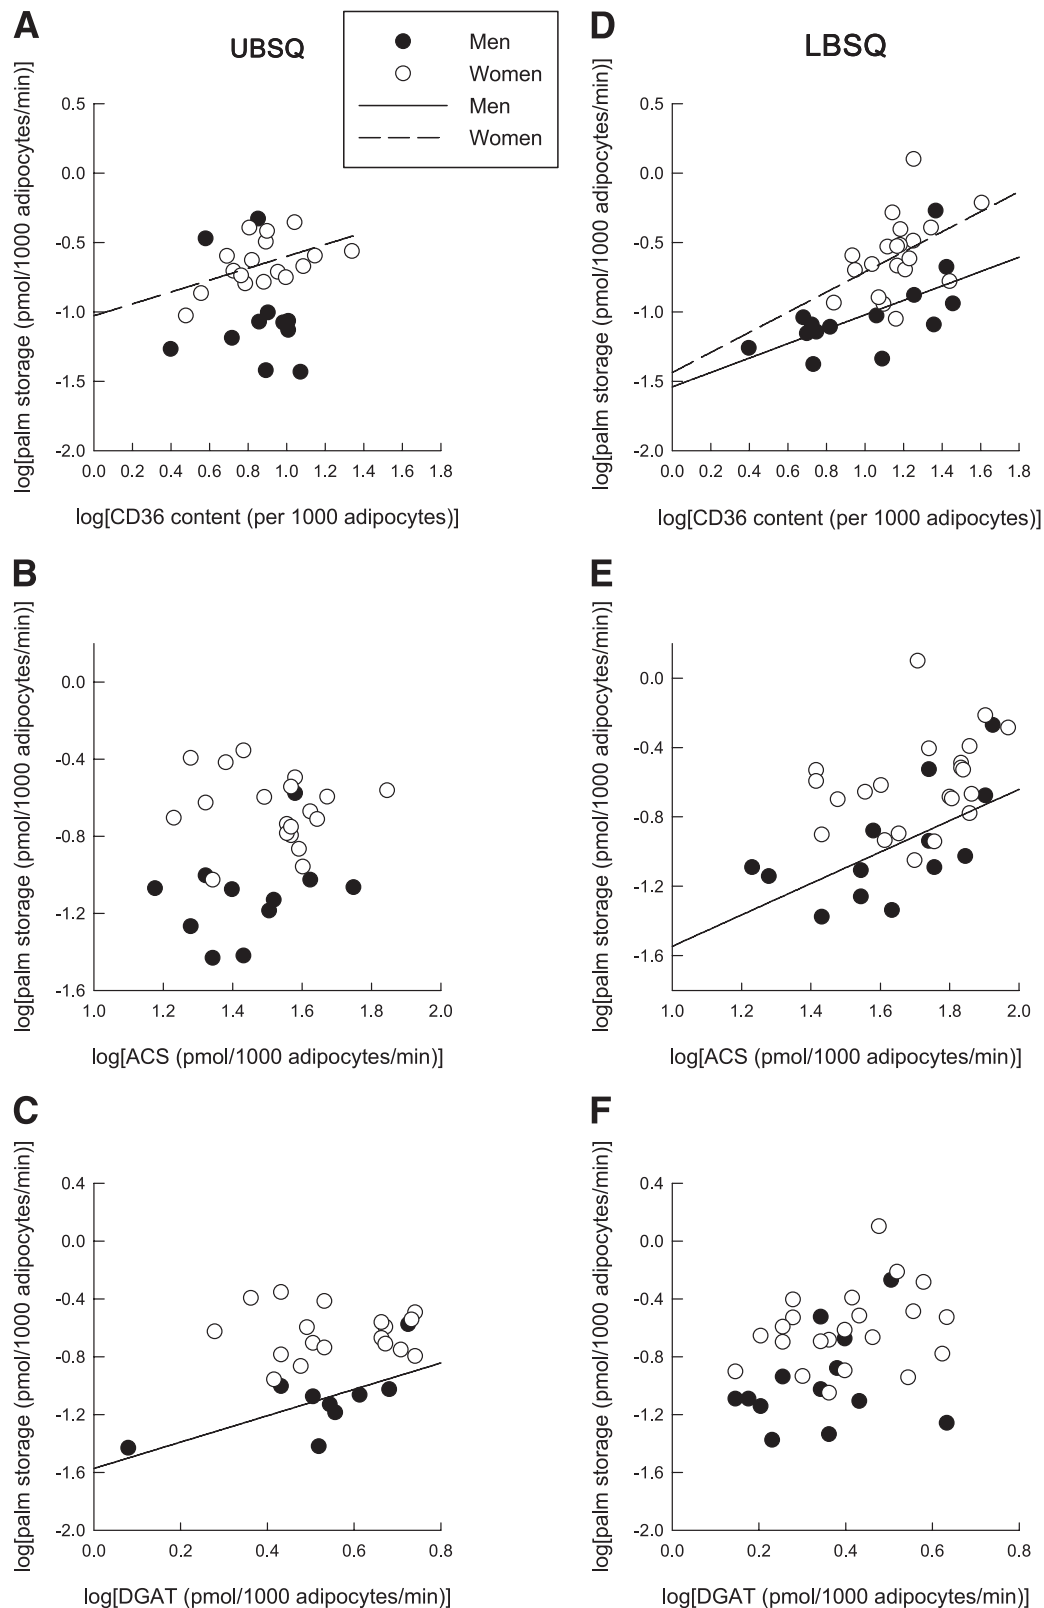 A
UBSQ
Men
Women
Men
Women
log[palm storage (pmol/1000 adipocytes/min)]
0.5
0.0
-0.5
-1.0
-1.5
-2.0
0.0 0.2 0.4 0.6 0.8 1.0 1.2 1.4 1.6 1.8
log[CD36 content (per 1000 adipocytes)]
D
LBSQ
log[palm storage (pmol/1000 adipocytes/min)]
0.5
0.0
-0.5
-1.0
-1.5
-2.0
0.0 0.2 0.4 0.6 0.8 1.0 1.2 1.4 1.6 1.8
log[CD36 content (per 1000 adipocytes)]
B
log[palm storage (pmol/1000 adipocytes/min)]
0.0
-0.4
-0.8
-1.2
-1.6
1.0 1.2 1.4 1.6 1.8 2.0
log[ACS (pmol/1000 adipocytes/min)]
E
log[palm storage (pmol/1000 adipocytes/min)]
0.0
-0.4
-0.8
-1.2
-1.6
1.0 1.2 1.4 1.6 1.8 2.0
log[ACS (pmol/1000 adipocytes/min)]
C
log[palm storage (pmol/1000 adipocytes/min)]
0.4
0.0
-0.4
-0.8
-1.2
-1.6
-2.0
0.0 0.2 0.4 0.6 0.8
log[DGAT (pmol/1000 adipocytes/min)]
F
log[palm storage (pmol/1000 adipocytes/min)]
0.4
0.0
-0.4
-0.8
-1.2
-1.6
-2.0
0.0 0.2 0.4 0.6 0.8
log[DGAT (pmol/1000 adipocytes/min)]